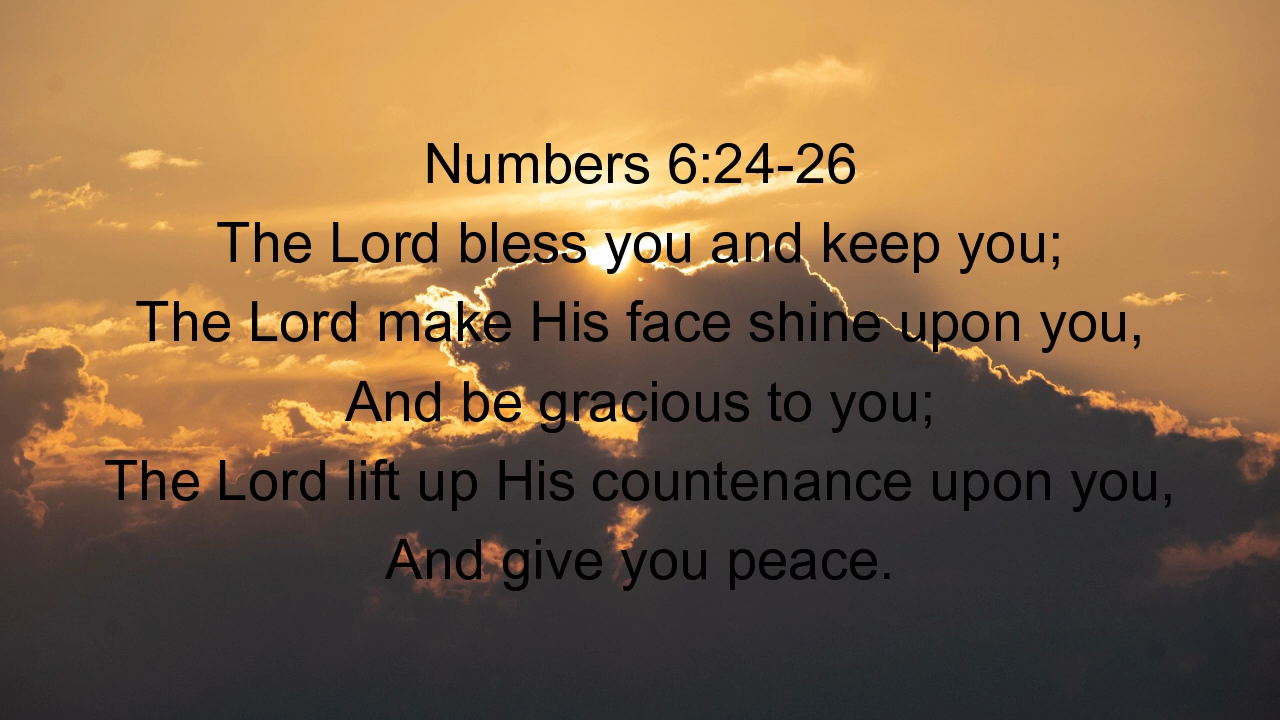 Numbers 6:24-26
The Lord bless you and keep you;
The Lord make His face shine upon you,
And be gracious to you;
The Lord lift up His countenance upon you,
And give you peace.